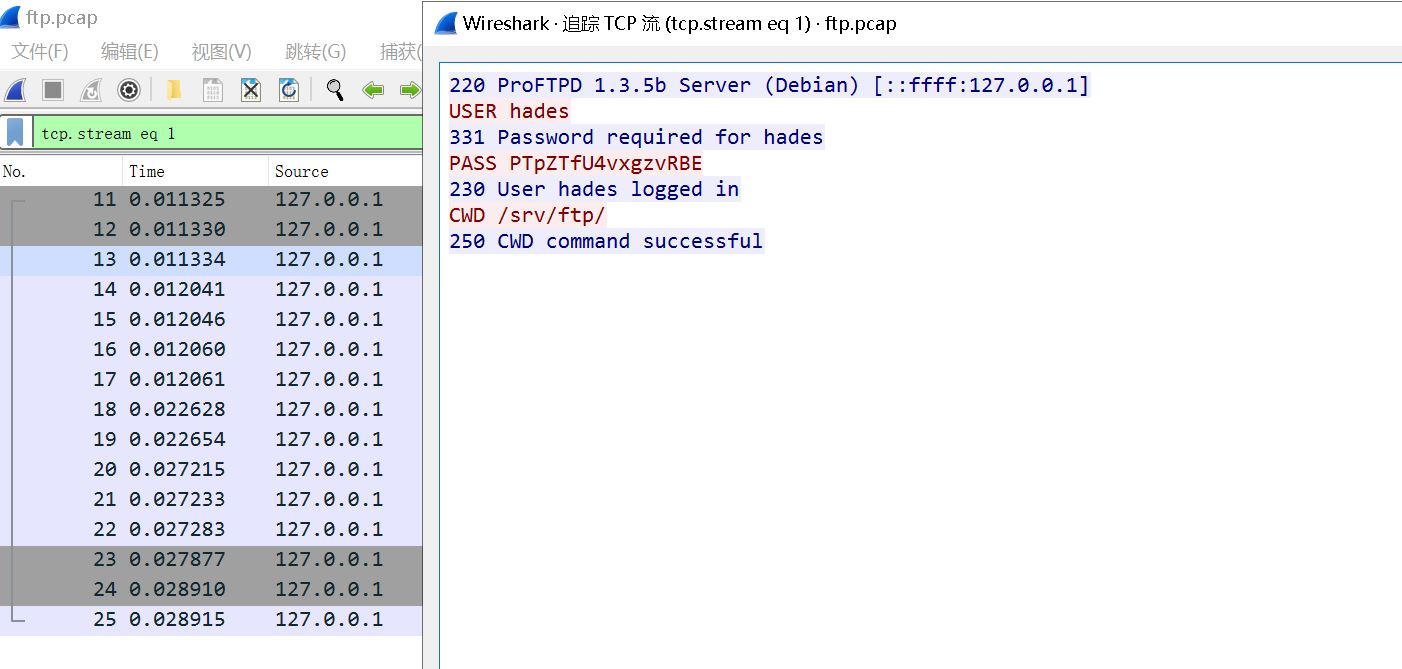 ftp.pcap
文件(F) 编辑(E) 视图(V) 跳转(G) 捕获(
tcp.stream eq 1
No. Time Source
11 0.011325 127.0.0.1
12 0.011330 127.0.0.1
13 0.011334 127.0.0.1
14 0.012041 127.0.0.1
15 0.012046 127.0.0.1
16 0.012060 127.0.0.1
17 0.012061 127.0.0.1
18 0.022628 127.0.0.1
19 0.022654 127.0.0.1
20 0.027215 127.0.0.1
21 0.027233 127.0.0.1
22 0.027283 127.0.0.1
23 0.027877 127.0.0.1
24 0.028910 127.0.0.1
25 0.028915 127.0.0.1
Wireshark · 追踪 TCP 流 (tcp.stream eq 1) · ftp.pcap
220 ProFTPD 1.3.5b Server (Debian) [::ffff:127.0.0.1]
USER hades
331 Password required for hades
PASS PTpZTfU4vxgzvRBE
230 User hades logged in
CWD /srv/ftp/
250 CWD command successful